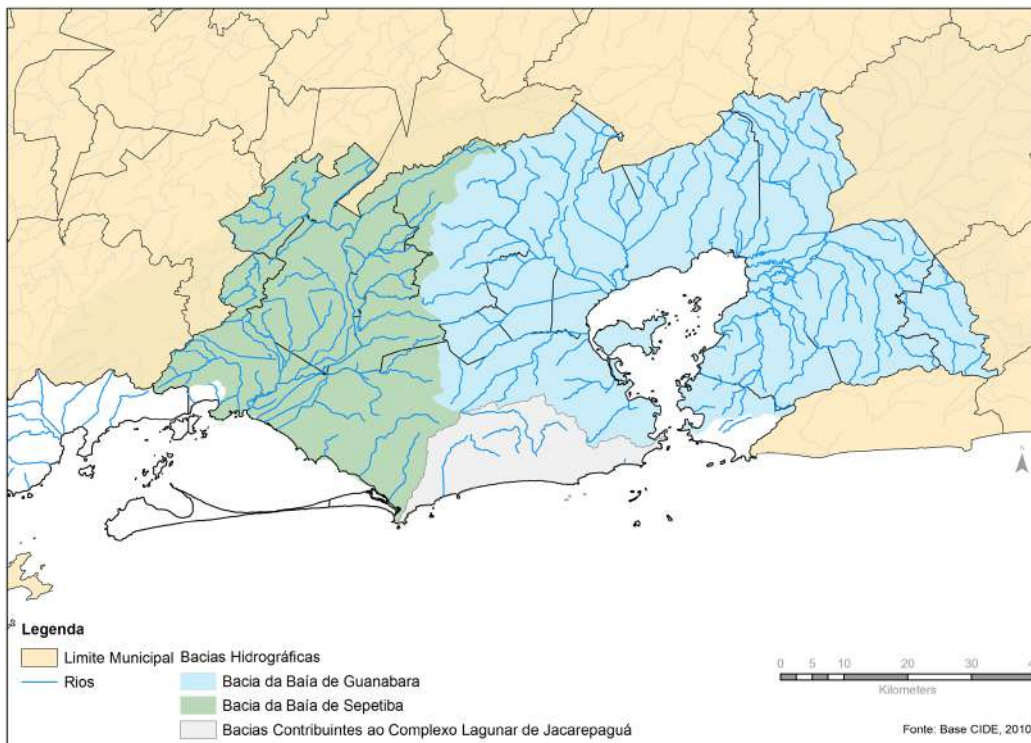 N
Legenda
Limite Municipal
Rios
Bacias Hidrográficas
Bacia da Baía de Guanabara
Bacia da Baía de Sepetiba
Bacias Contribuintes ao Complexo Lagunar de Jacarepaguá
0 5 10 20 30
Kilometers
Fonte: Base CIDE, 2010